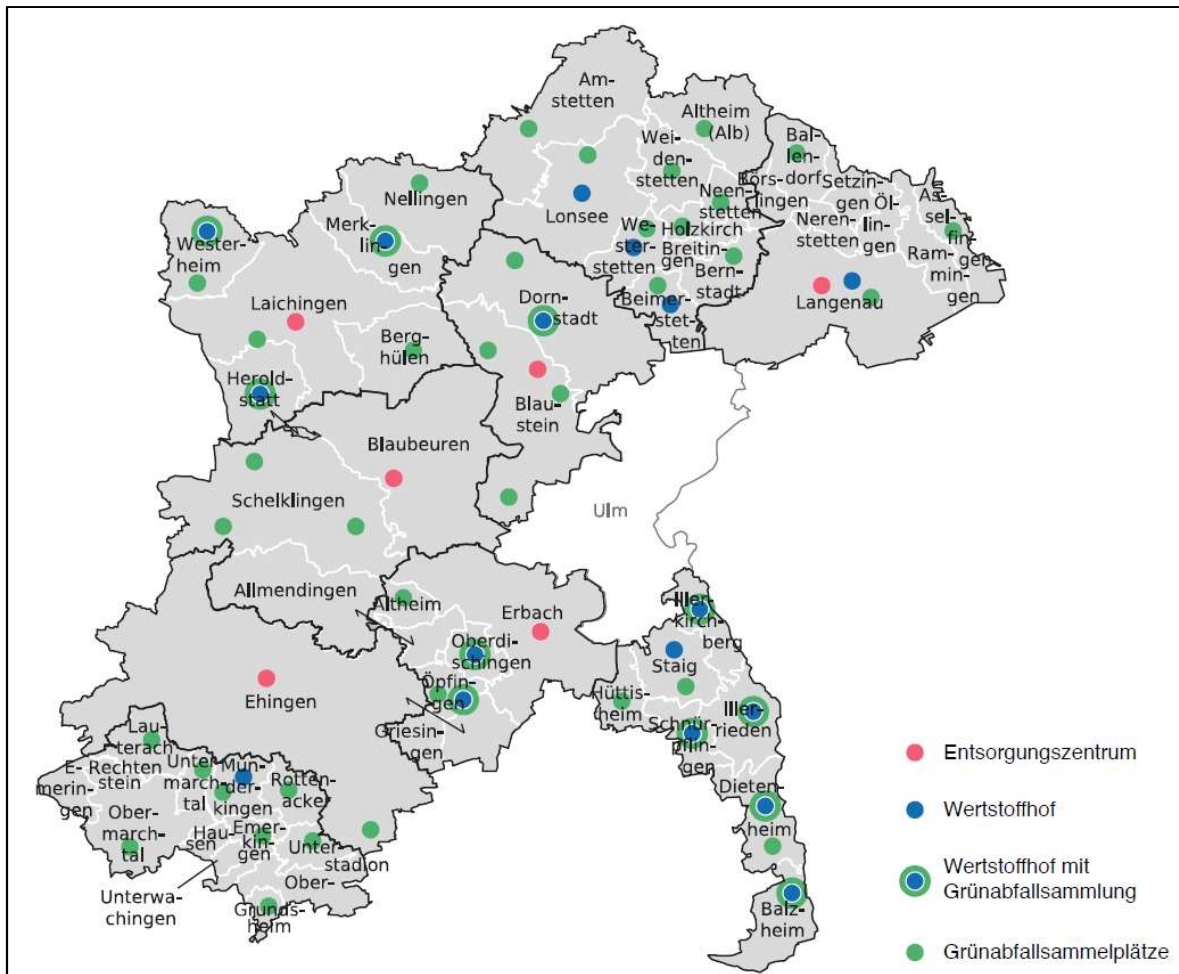 Am-
stetten
Altheim
(Alb)
Bal-
len-
dorf
Wei-
den-
stetten
Börs-
lingen
Setzin-
gen
Öl-
lin-
gen
As-
sel-
fin-
gen
Neen-
stetten
Neren-
stetten
Ram-
min-
gen
Nellingen
Lonsee
We-
ster-
stetten
Holzkirch
Breitin-
gen
Bern-
stadt
Langenau
Wester-
heim
Merk-
lin-
gen
Laichingen
Dorn-
stadt
Beimer-
stet-
ten
Berg-
hülen
Herold-
statt
Blau-
stein
Blaubeuren
Schelklingen
Ulm
Allmendingen
Altheim
Erbach
Oberdi-
schingen
Iller-
kirch-
berg
Staig
Ehingen
Öpfin-
gen
Hüttis-
heim
Iller-
rieden
Griesin-
gen
Schnür-
pflin-
gen
Lau-
terach
E-
merin-
gen
Rechten
stein
Unter-
march-
tal
Mun-
der-
kingen
Rotten-
acker
Dieten-
heim
Ober-
march-
tal
Hau-
sen
Emer-
kin-
gen
Unter-
stadion
Ober-
Unterwa-
chingen
Grunds-
heim
Balz-
heim
Entsorgungszentrum
Wertstoffhof
Wertstoffhof mit
Grünabfallsammlung
Grünabfallsammelplätze